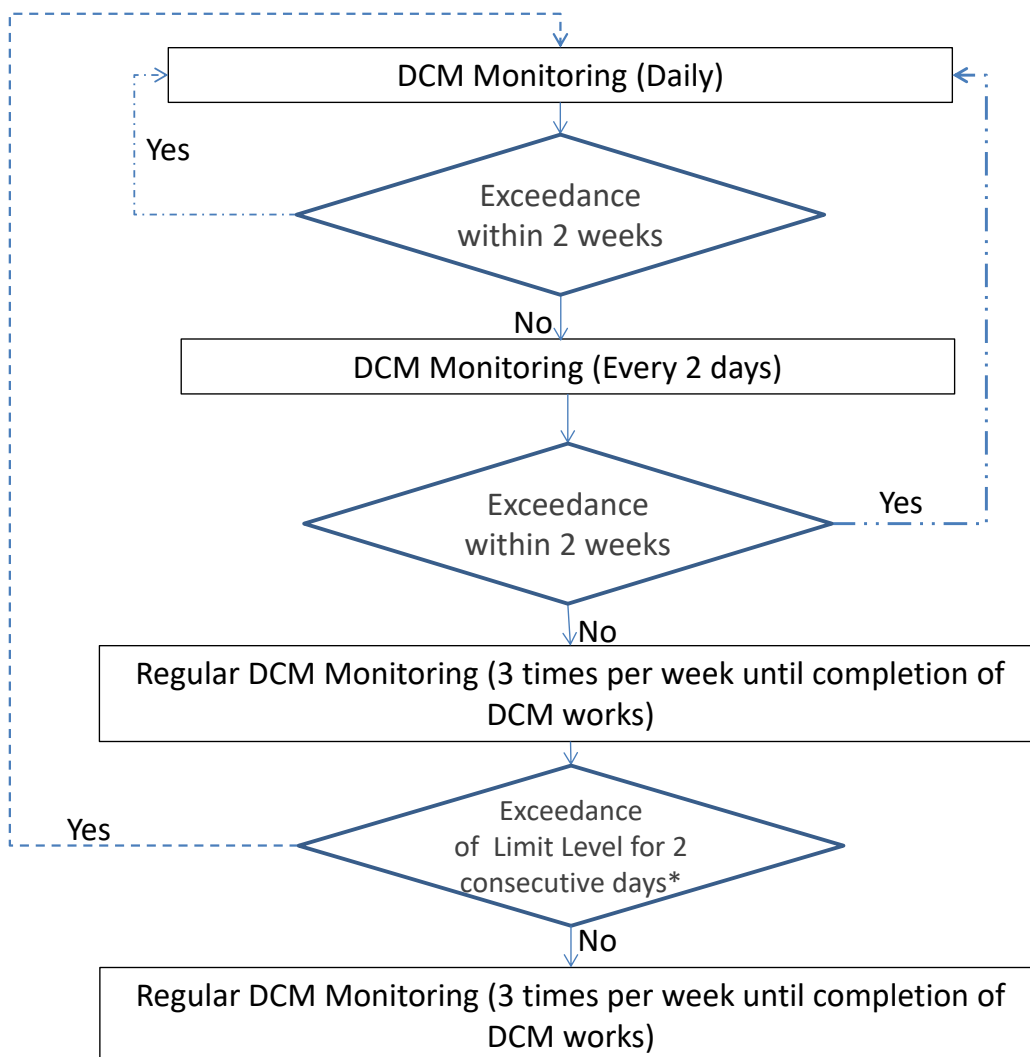 DCM Monitoring (Daily)
Yes
Exceedance
within 2 weeks
No
DCM Monitoring (Every 2 days)
Exceedance
within 2 weeks
Yes
No
Regular DCM Monitoring (3 times per week until completion of
DCM works)
Yes
Exceedance
of Limit Level for 2
consecutive days*
No
Regular DCM Monitoring (3 times per week until completion of
DCM works)